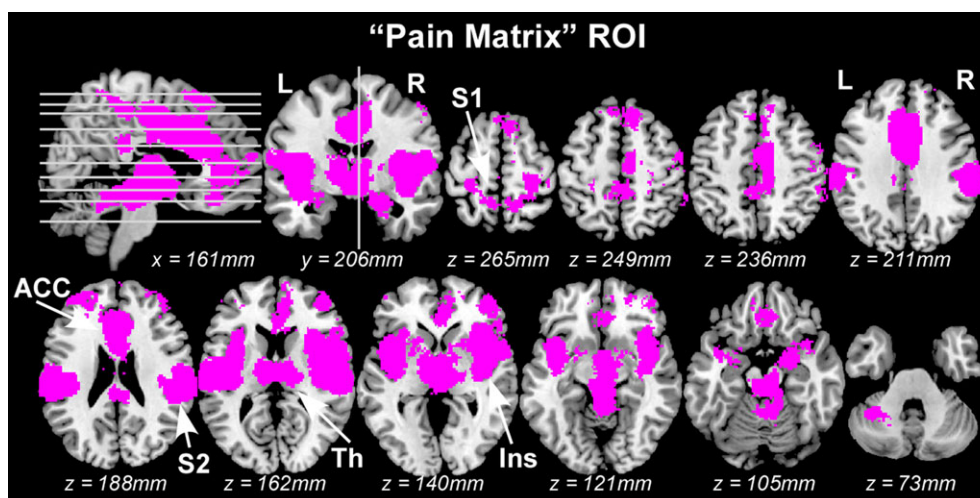 “Pain Matrix” ROI
L R L R
S1
x = 161mm y = 206mm z = 265mm z = 249mm z = 236mm z = 211mm
ACC
S2 Th Ins
z = 188mm z = 162mm z = 140mm z = 121mm z = 105mm z = 73mm